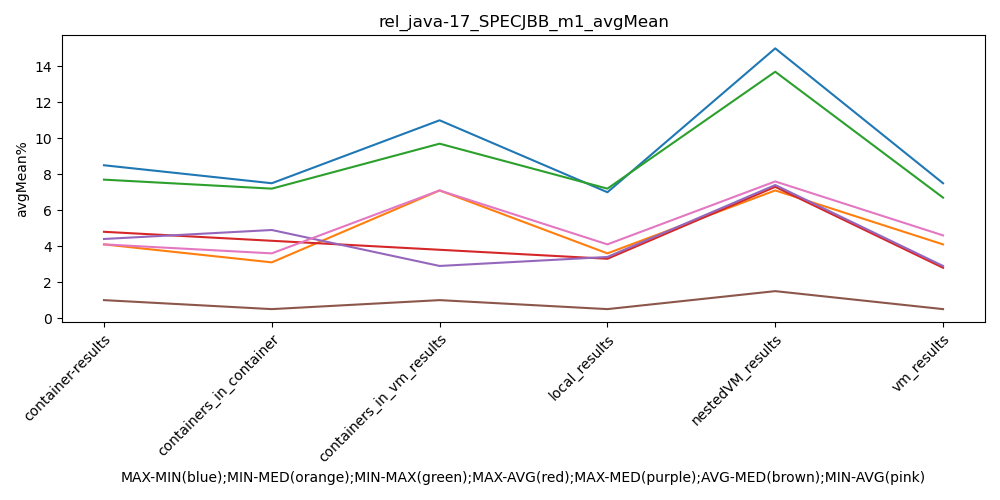 rel_java-17_SPECJBB_m1_avgMean
avgMean%
14
12
10
8
6
4
2
0
container-results
containers_in_container
containers_in_vm_results
local_results
nestedVM_results
vm_results
MAX-MIN(blue);MIN-MED(orange);MIN-MAX(green);MAX-AVG(red);MAX-MED(purple);AVG-MED(brown);MIN-AVG(pink)